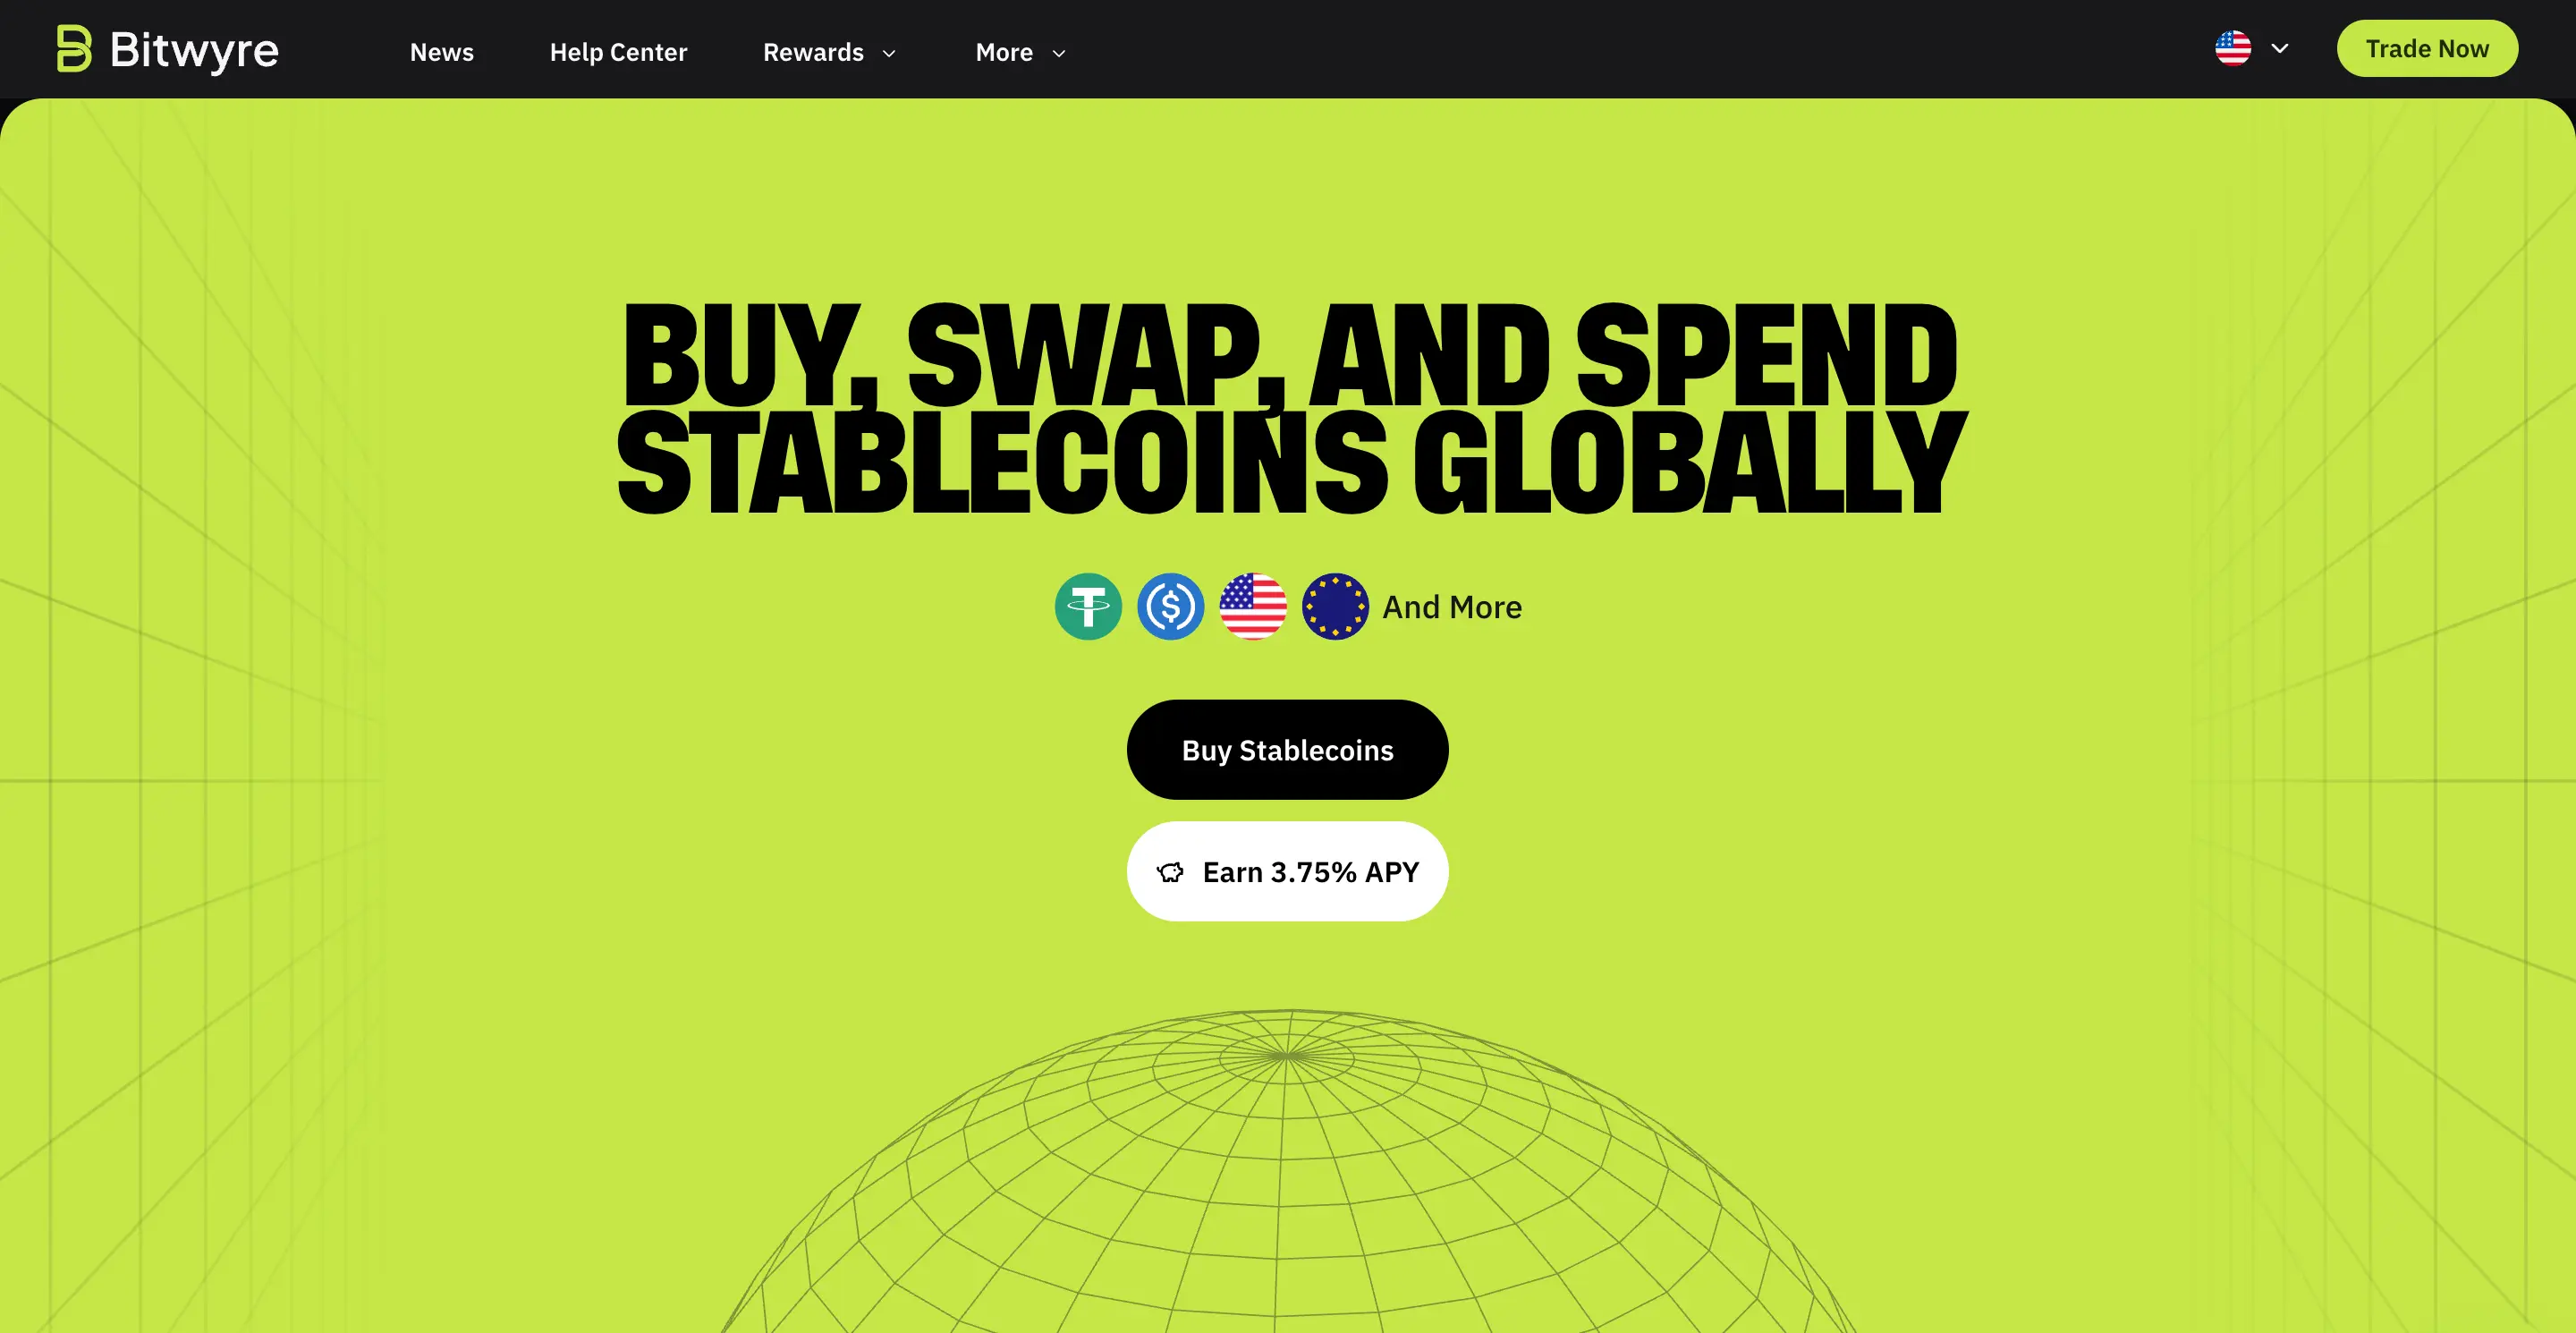 Bitwyre
News
Help Center
Rewards
More
Trade Now
BUY, SWAP, AND SPEND
STABLECOINS GLOBALLY
And More
Buy Stablecoins
Earn 3.75% APY